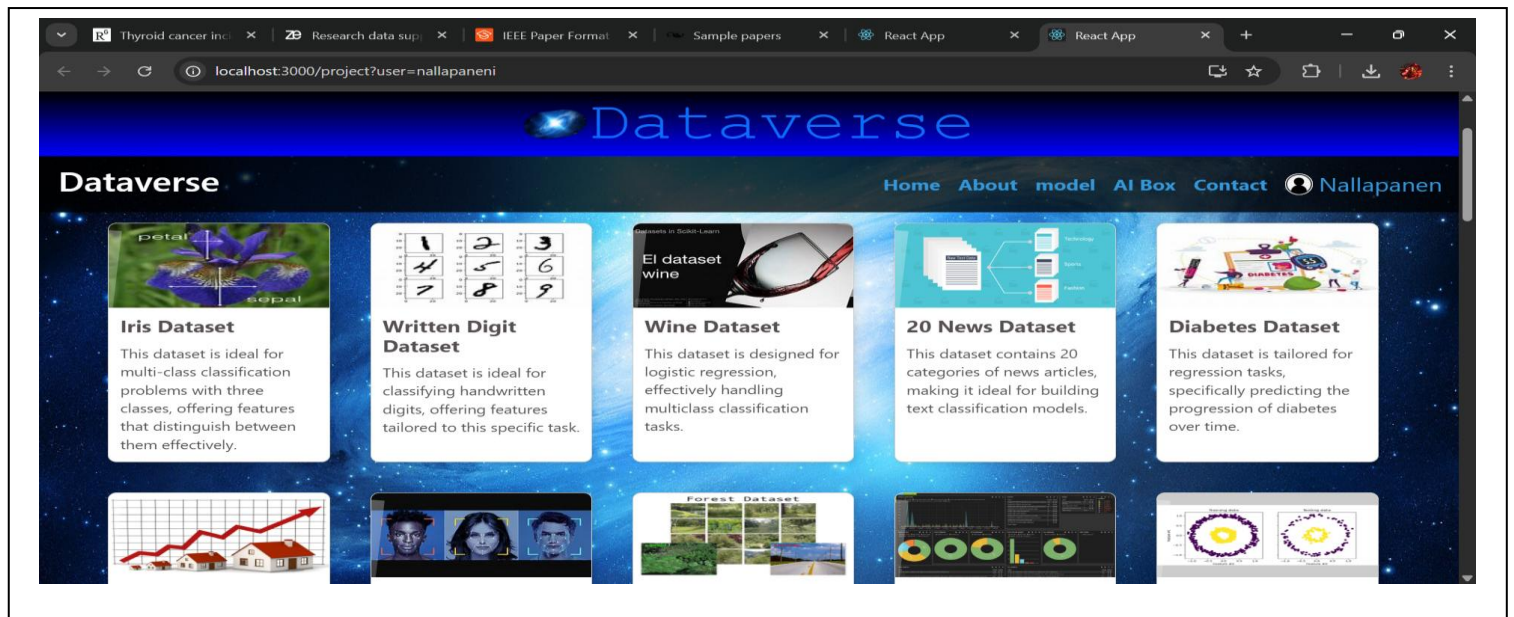 Thyroid cancer inci
Research data sup
IEEE Paper Format
Sample papers
React App
React App
localhost:3000/project?user=nallapaneni
Dataverse
Dataverse
Home About model AI Box Contact Nallapanen
petal
sepal
Datasets in Scikit-Learn
El dataset
wine
Raw Text Data
Technology
Sports
Fashion
DIABETES
Iris Dataset
This dataset is ideal for
multi-class classification
problems with three
classes, offering features
that distinguish between
them effectively.
Written Digit
Dataset
This dataset is ideal for
classifying handwritten
digits, offering features
tailored to this specific task.
Wine Dataset
This dataset is designed for
logistic regression,
effectively handling
multiclass classification
tasks.
20 News Dataset
This dataset contains 20
categories of news articles,
making it ideal for building
text classification models.
Diabetes Dataset
This dataset is tailored for
regression tasks,
specifically predicting the
progression of diabetes
over time.
Forest Dataset
Training data
Testing data